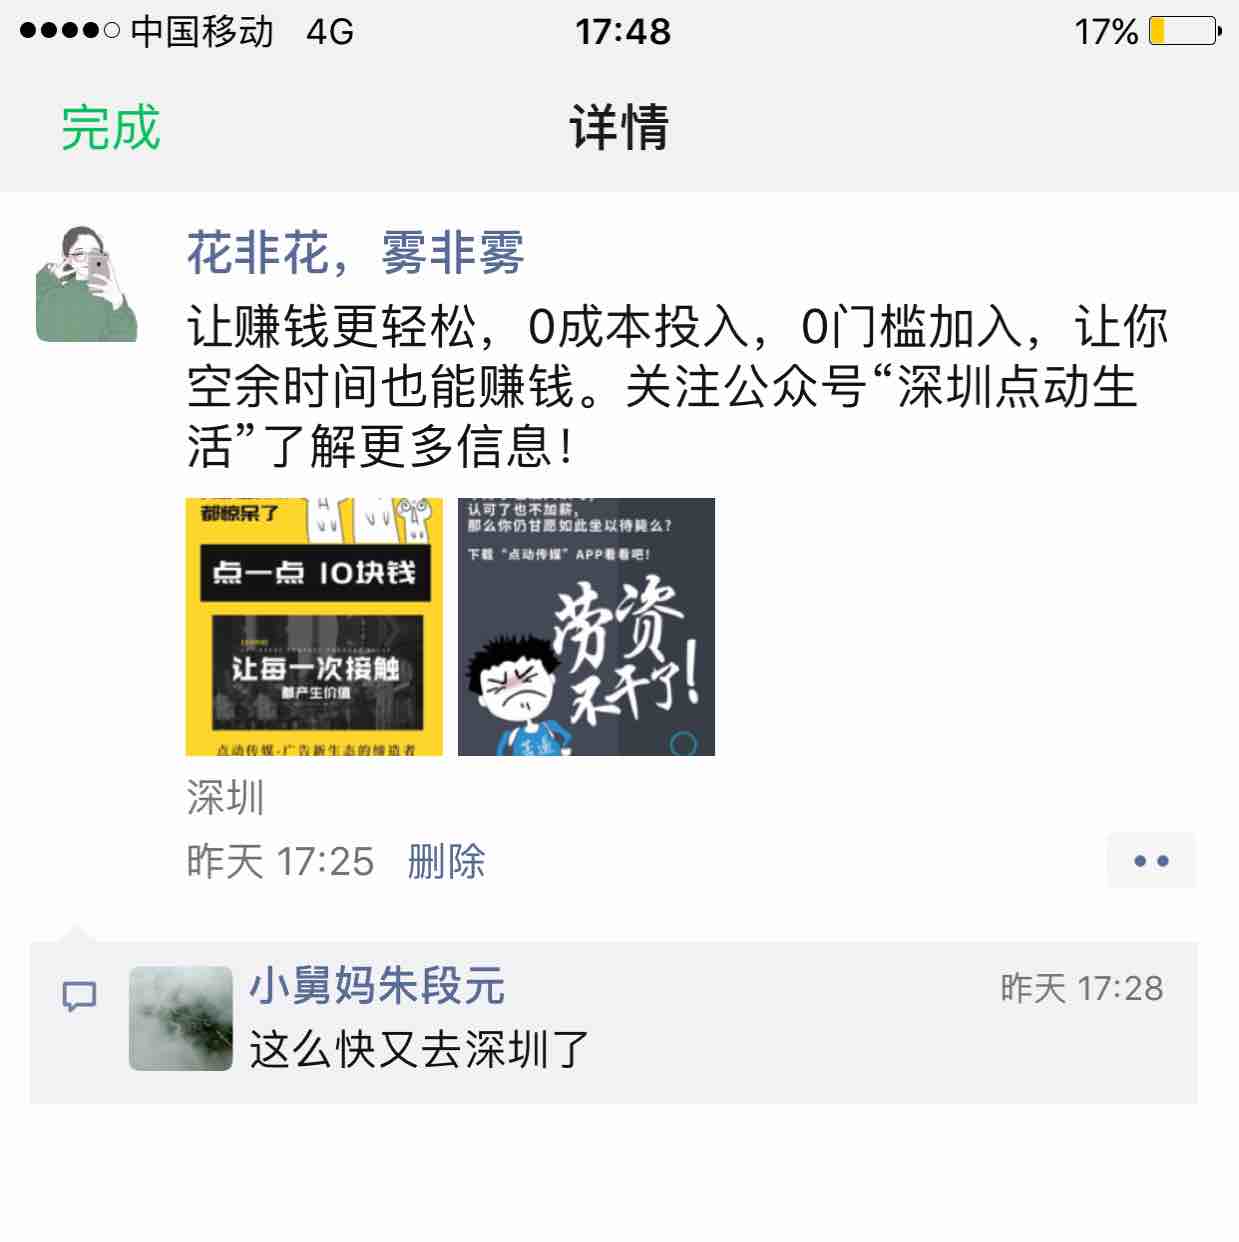 中国移动 4G 17:48 17%
完成 详情
花非花，雾非雾
让赚钱更轻松，0成本投入，0门槛加入，让你
空余时间也能赚钱。关注公众号“深圳点动生
活”了解更多信息！
都惊呆了
点一点 10块钱
让每一次接触
都产生价值
点动传媒-广告新生态的缔造者
认可了也不加薪，
那么你仍甘愿如此坐以待毙么？
下载“点动传媒”APP看看吧！
劳资
不干了！
深圳
昨天 17:25 删除
小舅妈朱段元 昨天 17:28
这么快又去深圳了